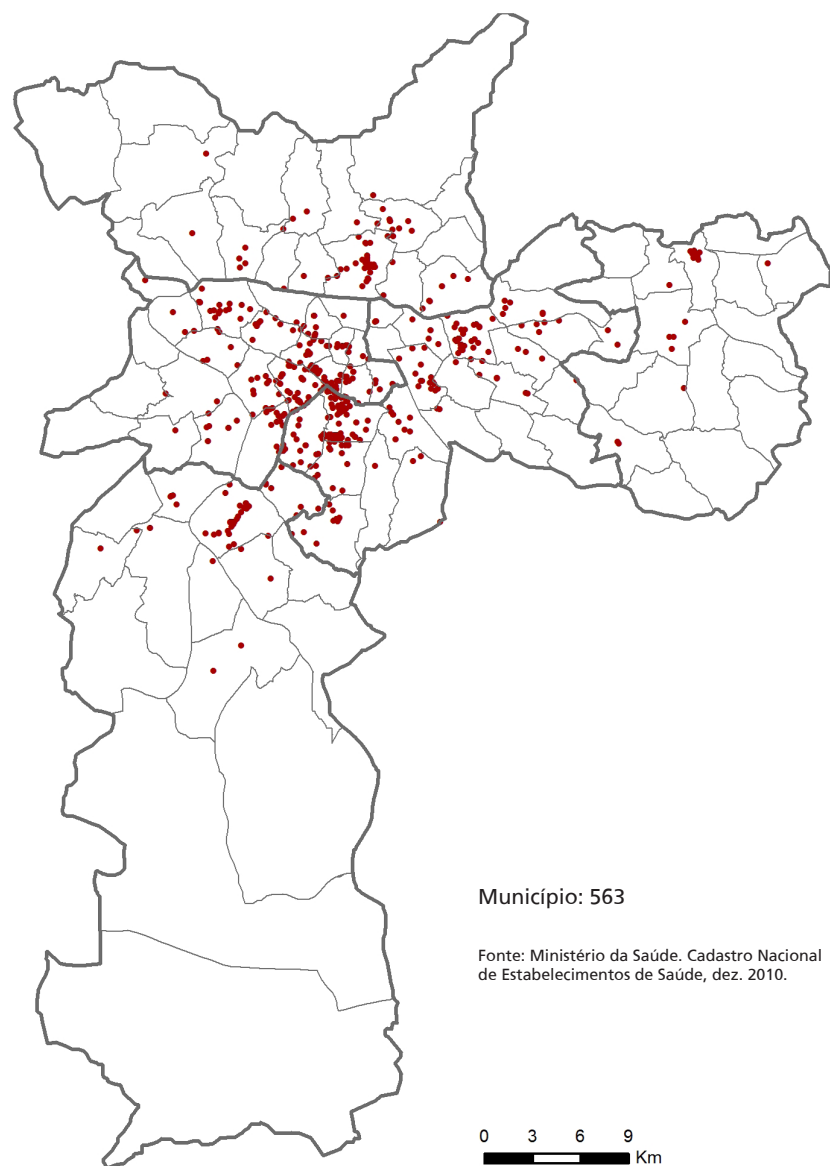 Município: 563
Fonte: Ministério da Saúde. Cadastro Nacional
de Estabelecimentos de Saúde, dez. 2010.
0 3 6 9
Km